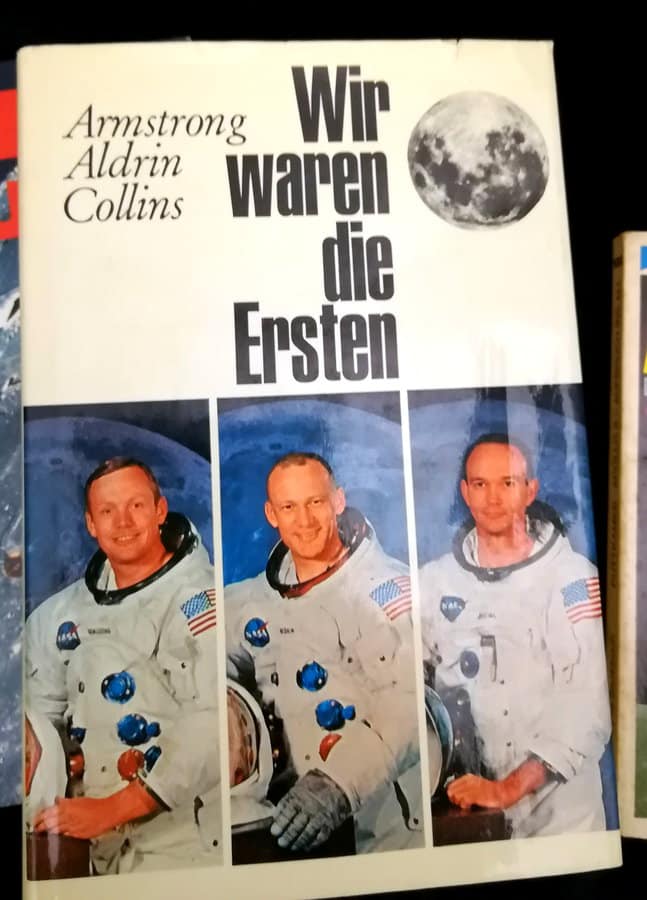 Armstrong
Aldrin
Collins
Wir
waren
die
Ersten
NASA
NASA
NASA